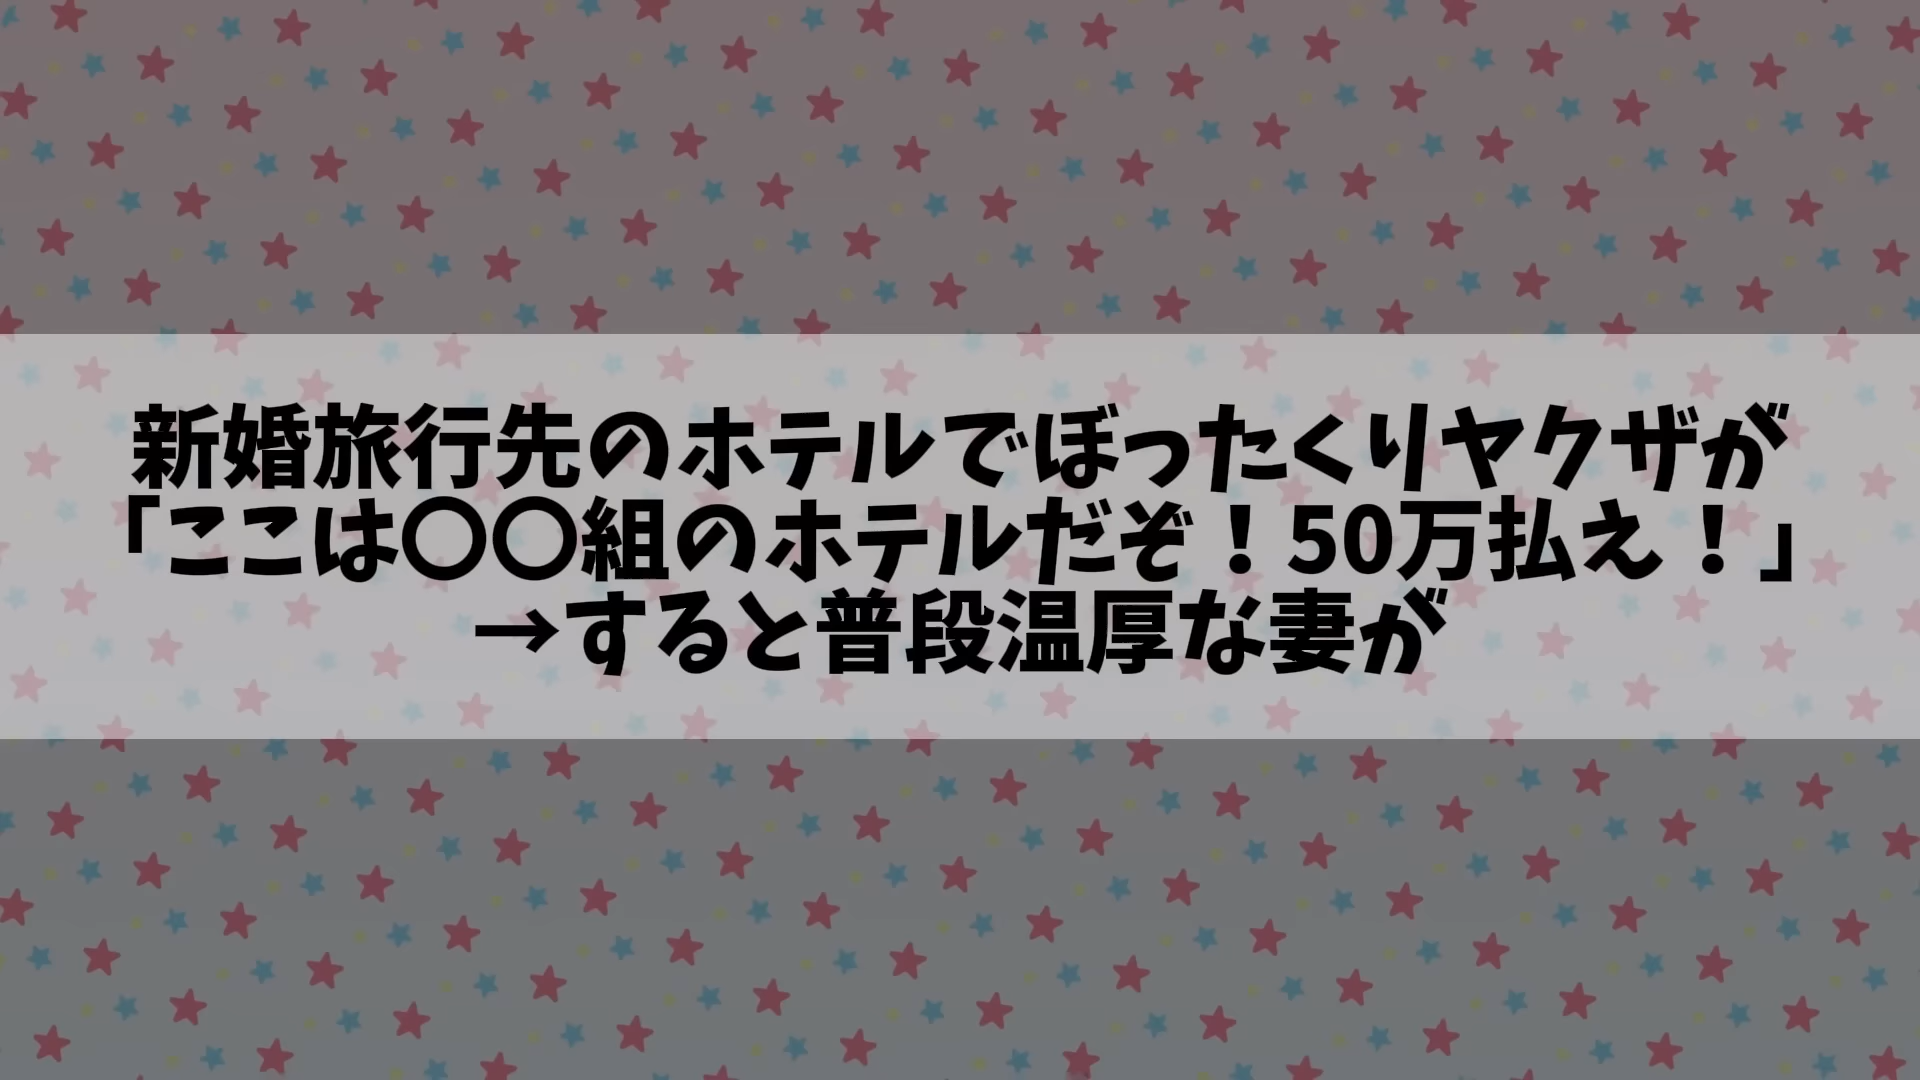 新婚旅行先のホテルでぼったくりヤクザが
「ここは〇〇組のホテルだぞ！50万払え！」
→すると普段温厚な妻が